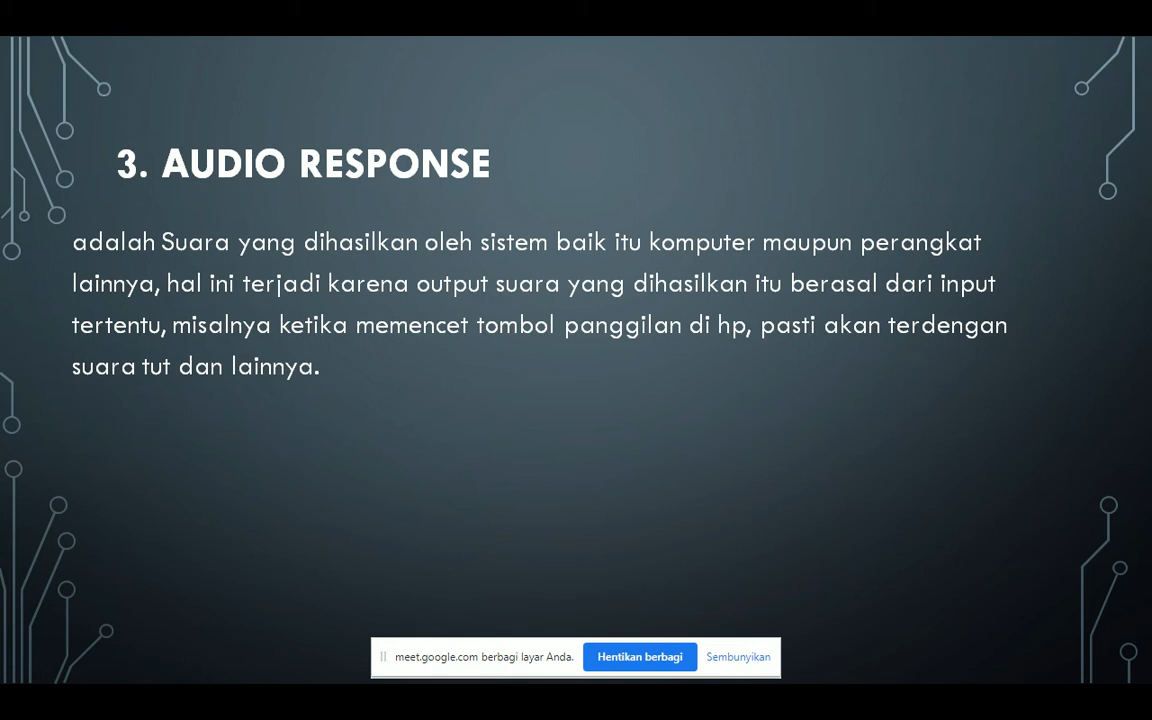 3. AUDIO RESPONSE
adalah Suara yang dihasilkan oleh sistem baik itu komputer maupun perangkat
lainnya, hal ini terjadi karena output suara yang dihasilkan itu berasal dari input
tertentu, misalnya ketika memencet tombol panggilan di hp, pasti akan terdengan
suara tut dan lainnya.
meet.google.com berbagi layar Anda. Hentikan berbagi Sembunyikan